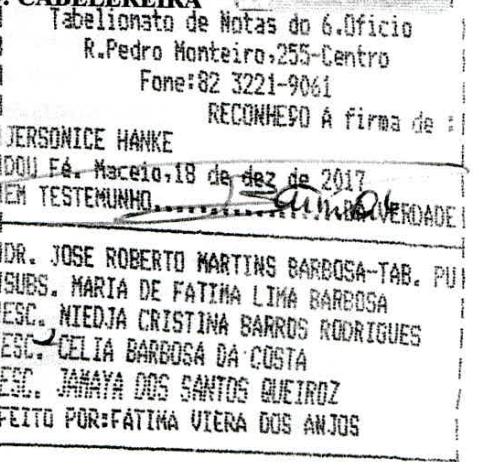 . CABELEREIRA
Tabelionato de Notas do 6.Oficio
R.Pedro Monteiro,255-Centro
Fone:82 3221-9061
RECONHEÇO A firma de :
JERSONICE HANKE
DOU Fé. Maceio,18 de dez de 2017
EM TESTEMUNHO............. DA VERDADE
DR. JOSE ROBERTO MARTINS BARBOSA-TAB. PU
SUBS. MARIA DE FATIMA LIMA BARBOSA
ESC. NIEDJA CRISTINA BARROS RODRIGUES
ESC. CELIA BARBOSA DA COSTA
ESC. JAMAYA DOS SANTOS QUEIROZ
FEITO POR:FATIMA VIERA DOS ANJOS